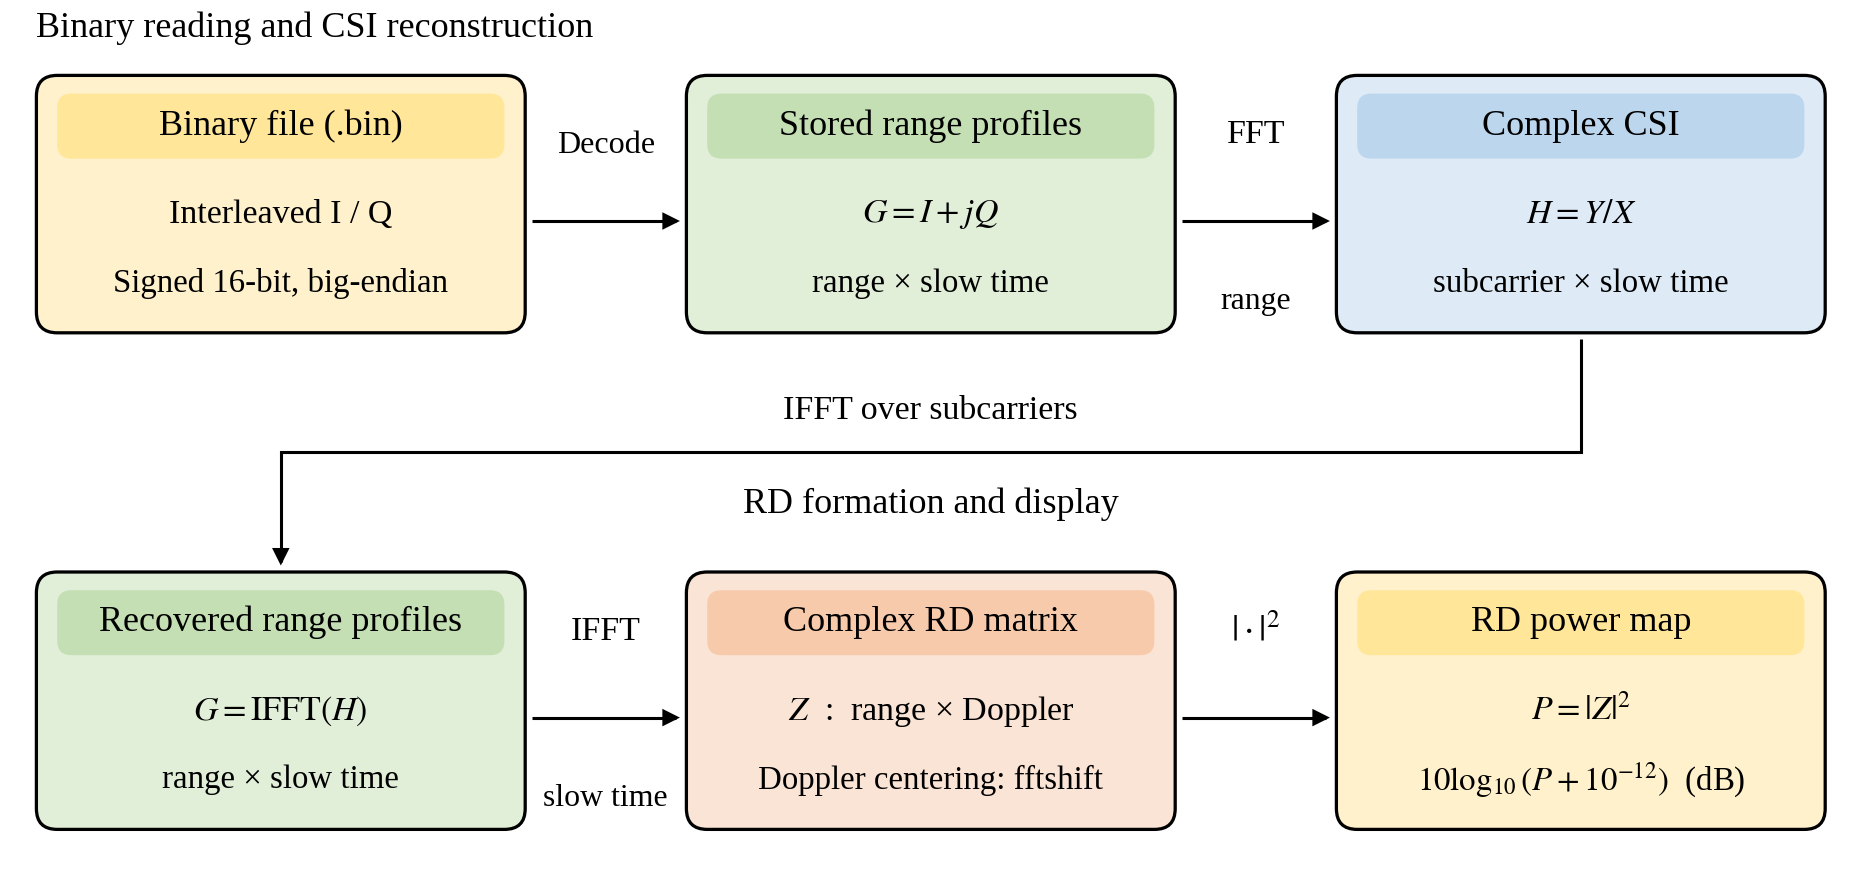 Binary reading and CSI reconstruction
Binary file (.bin)
Interleaved I / Q
Signed 16-bit, big-endian
Decode
Stored range profiles
G = I + jQ
range × slow time
FFT
range
Complex CSI
H = Y/X
subcarrier × slow time
IFFT over subcarriers
RD formation and display
Recovered range profiles
G = IFFT(H)
range × slow time
IFFT
slow time
Complex RD matrix
Z : range × Doppler
Doppler centering: fftshift
|·|²
RD power map
P = |Z|²
10log₁₀(P + 10⁻¹²) (dB)